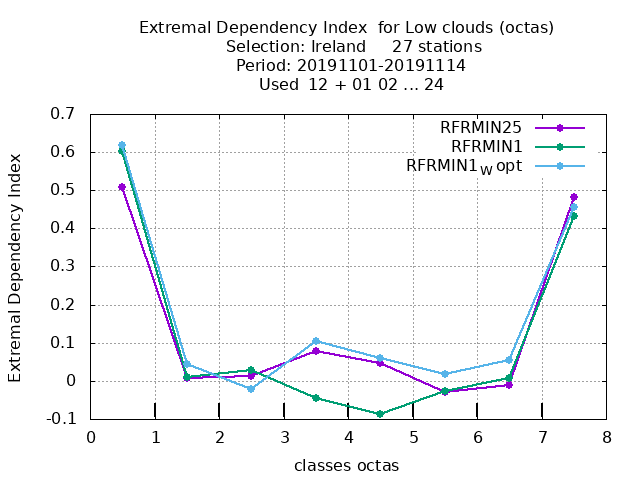 Extremal Dependency Index  for Low clouds (octas)
Selection: Ireland     27 stations
Period: 20191101-20191114
Used  12 + 01 02 ... 24
RFRMIN25
RFRMIN1
RFRMIN1W opt
Extremal Dependency Index
0.7
0.6
0.5
0.4
0.3
0.2
0.1
0
-0.1
0 1 2 3 4 5 6 7 8
classes octas